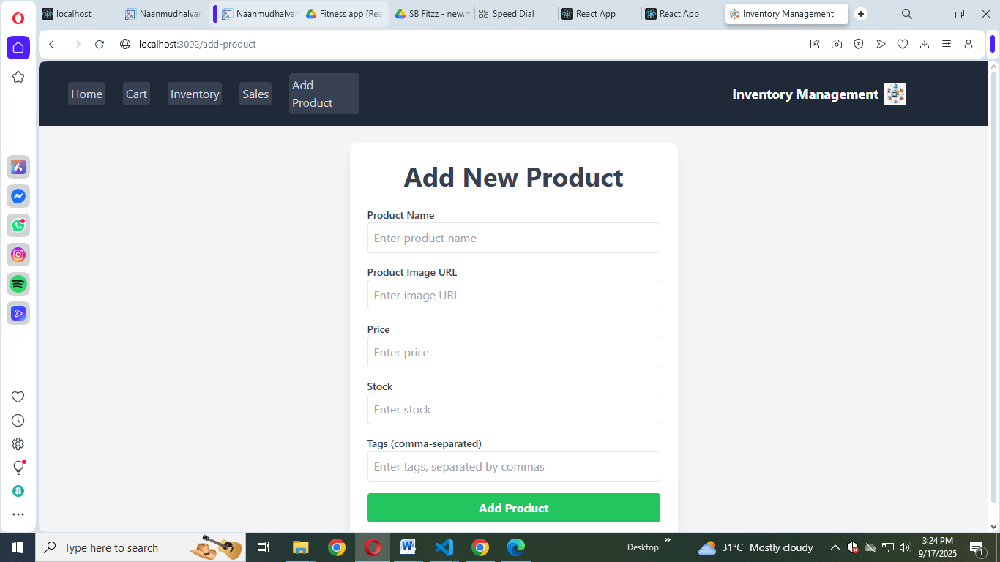 localhost
Naanmudhalvan
Naanmudhalvar
Fitness app (Rea
SB Fitzz - new.m
Speed Dial
React App
React App
Inventory Management
localhost:3002/add-product
Home
Cart
Inventory
Sales
Add
Product
Inventory Management
Add New Product
Product Name
Enter product name
Product Image URL
Enter image URL
Price
Enter price
Stock
Enter stock
Tags (comma-separated)
Enter tags, separated by commas
Add Product
Type here to search
Desktop
31°C Mostly cloudy
3:24 PM
9/17/2025
1